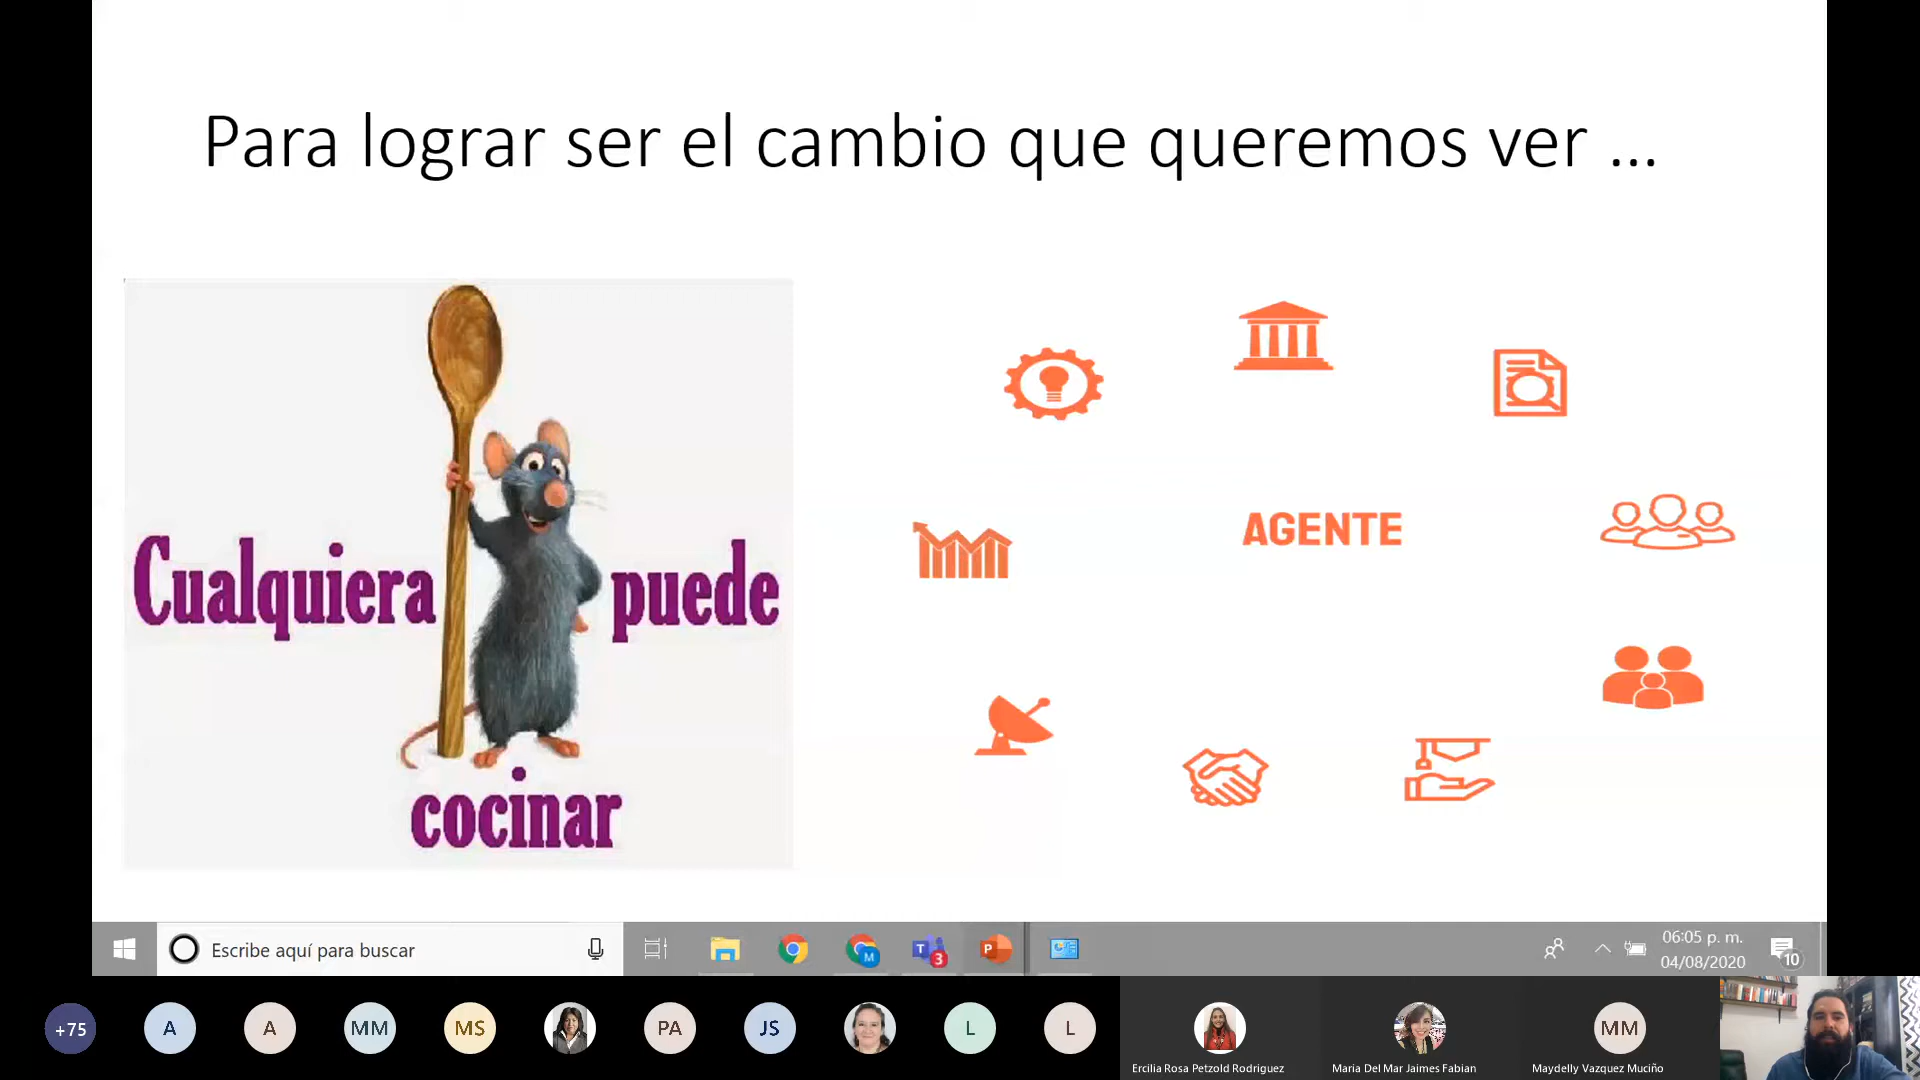 Para lograr ser el cambio que queremos ver ...
Cualquiera puede
cocinar
AGENTE
Escribe aquí para buscar
T
3
M
P
06:05 p. m.
04/08/2020
10
+75
A
A
MM
MS
PA
JS
L
L
MM
Ercilia Rosa Petzold Rodriguez
Maria Del Mar Jaimes Fabian
Maydelly Vazquez Muciño